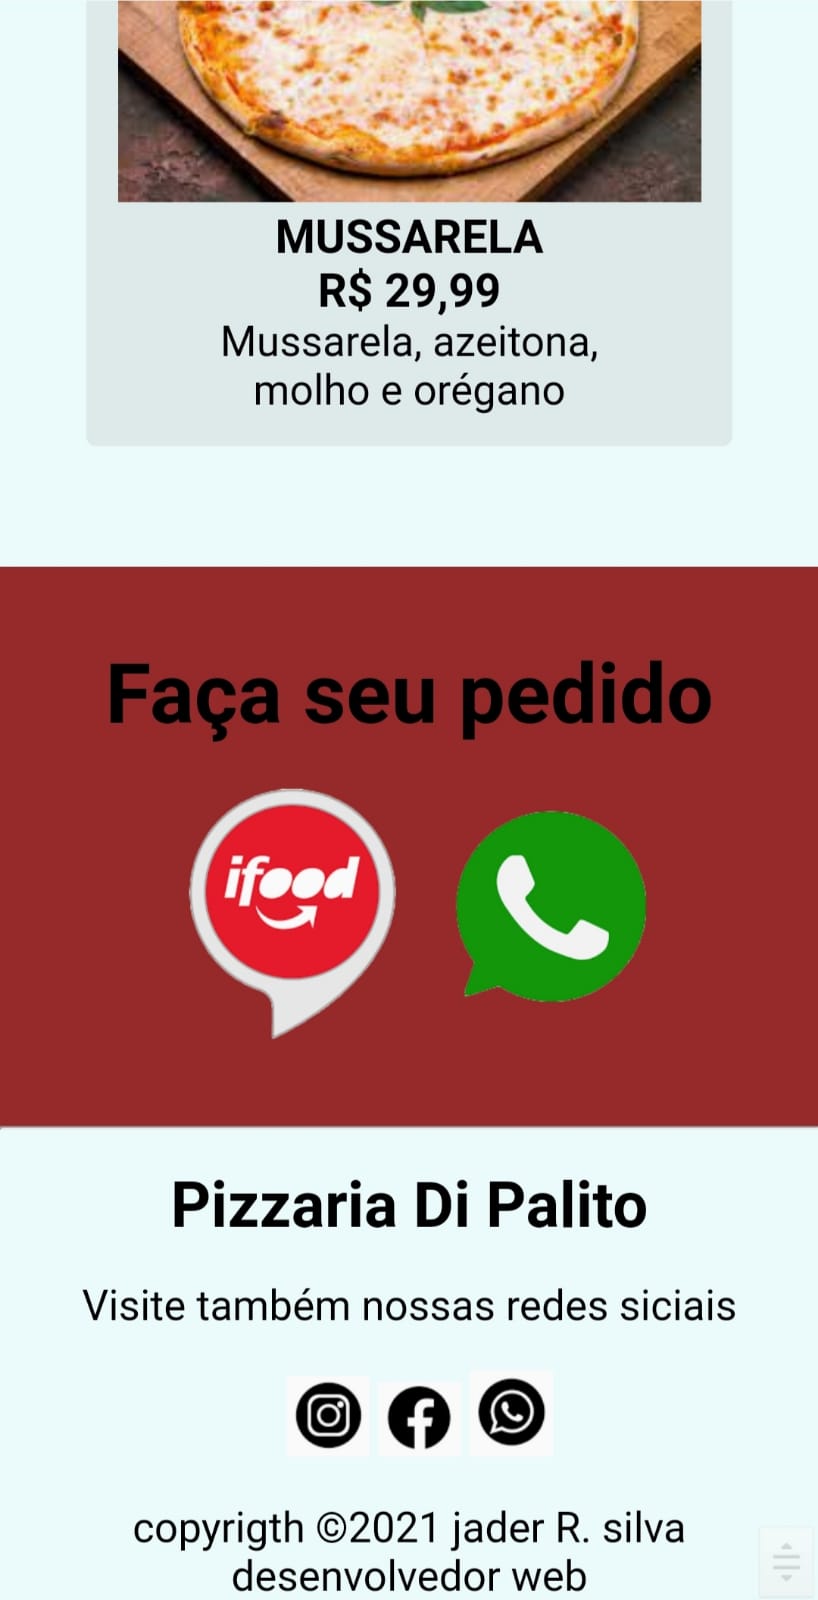 MUSSARELA
R$ 29,99
Mussarela, azeitona,
molho e orégano
Faça seu pedido
ifood
Pizzaria Di Palito
Visite também nossas redes siciais
copyrigth ©2021 jader R. silva
desenvolvedor web